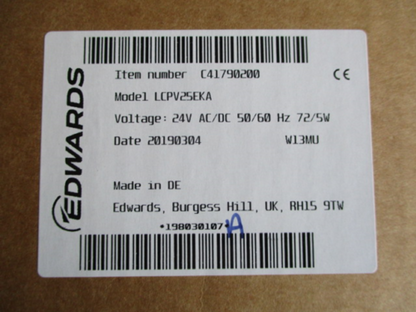 EDWARDS
Item number C41790200 CE
Model LCPV25EKA
Voltage: 24V AC/DC 50/60 Hz 72/5W
Date 20190304 W13MU
Made in DE
Edwards, Burgess Hill, UK, RH15 9TW
*198030107* A